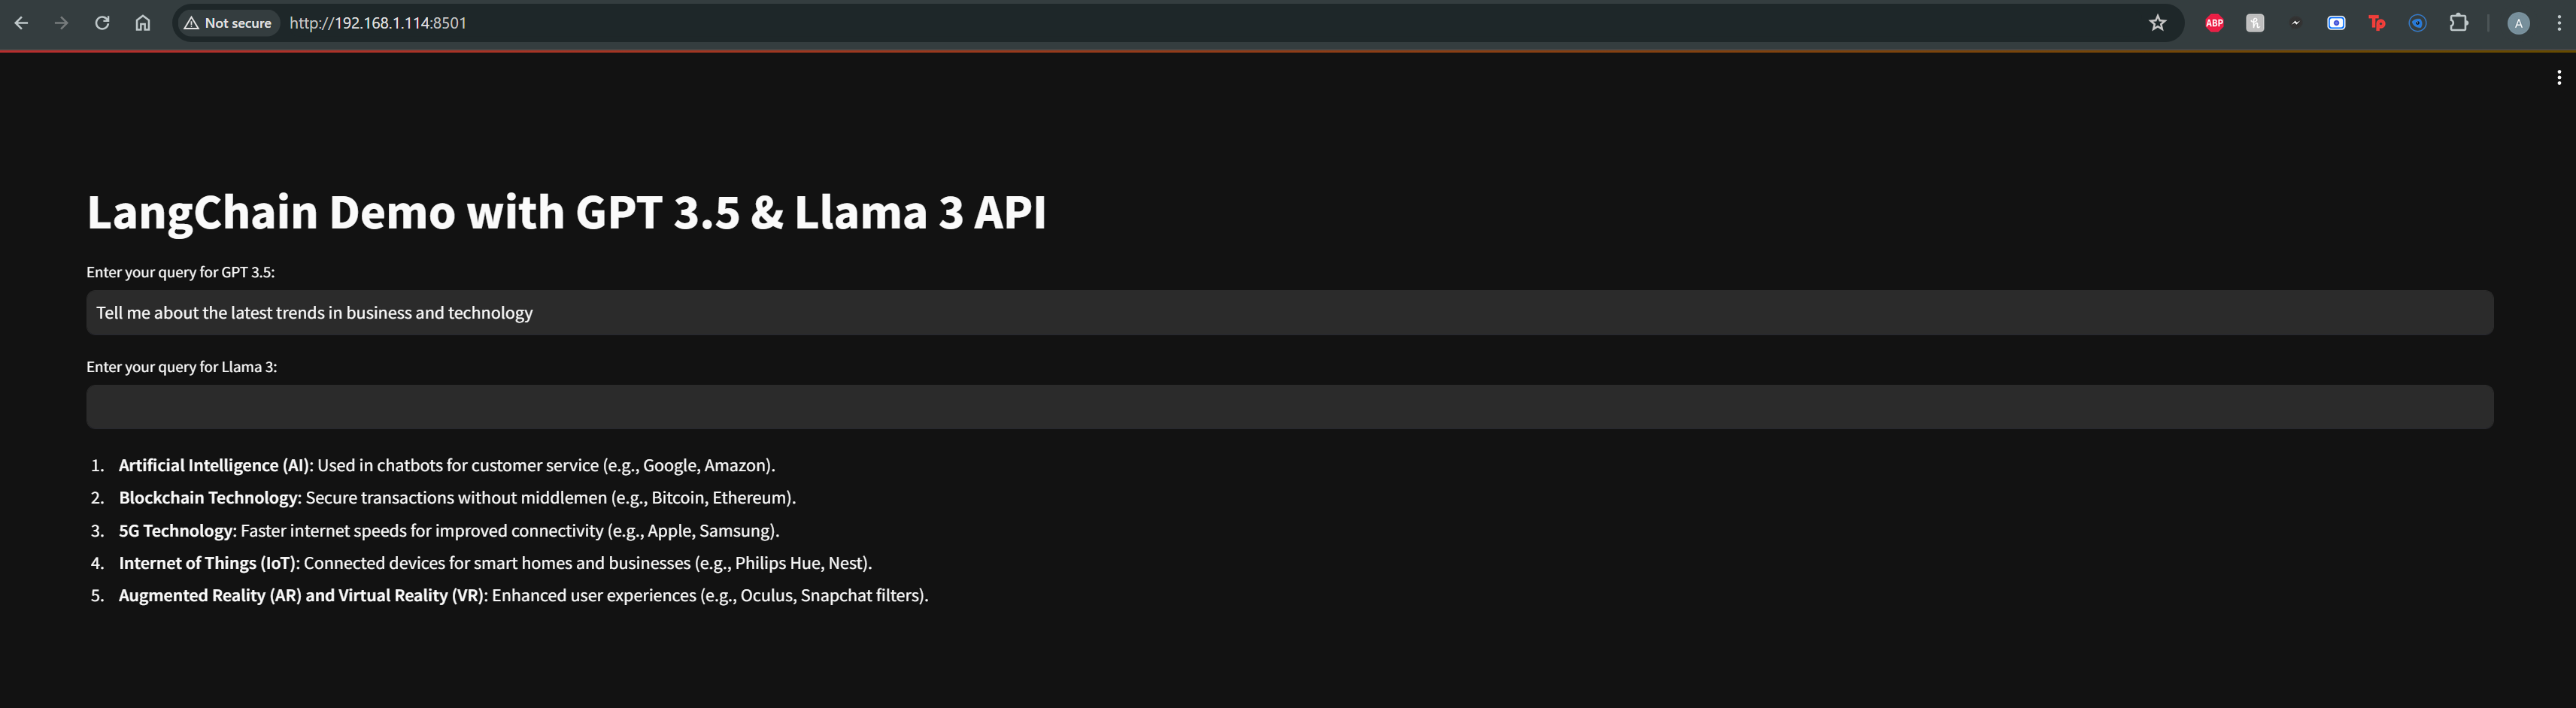 Not secure http://192.168.1.114:8501
ABP
Tp
A
LangChain Demo with GPT 3.5 & Llama 3 API
Enter your query for GPT 3.5:
Tell me about the latest trends in business and technology
Enter your query for Llama 3:
1. Artificial Intelligence (AI): Used in chatbots for customer service (e.g., Google, Amazon).
2. Blockchain Technology: Secure transactions without middlemen (e.g., Bitcoin, Ethereum).
3. 5G Technology: Faster internet speeds for improved connectivity (e.g., Apple, Samsung).
4. Internet of Things (IoT): Connected devices for smart homes and businesses (e.g., Philips Hue, Nest).
5. Augmented Reality (AR) and Virtual Reality (VR): Enhanced user experiences (e.g., Oculus, Snapchat filters).